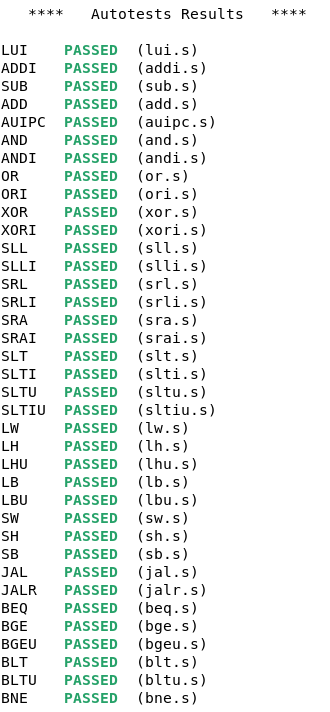 **** Autotests Results ****
LUI PASSED (lui.s)
ADDI PASSED (addi.s)
SUB PASSED (sub.s)
ADD PASSED (add.s)
AUIPC PASSED (auipc.s)
AND PASSED (and.s)
ANDI PASSED (andi.s)
OR PASSED (or.s)
ORI PASSED (ori.s)
XOR PASSED (xor.s)
XORI PASSED (xori.s)
SLL PASSED (sll.s)
SLLI PASSED (slli.s)
SRL PASSED (srl.s)
SRLI PASSED (srli.s)
SRA PASSED (sra.s)
SRAI PASSED (srai.s)
SLT PASSED (slt.s)
SLTI PASSED (slti.s)
SLTU PASSED (sltu.s)
SLTIU PASSED (sltiu.s)
LW PASSED (lw.s)
LH PASSED (lh.s)
LHU PASSED (lhu.s)
LB PASSED (lb.s)
LBU PASSED (lbu.s)
SW PASSED (sw.s)
SH PASSED (sh.s)
SB PASSED (sb.s)
JAL PASSED (jal.s)
JALR PASSED (jalr.s)
BEQ PASSED (beq.s)
BGE PASSED (bge.s)
BGEU PASSED (bgeu.s)
BLT PASSED (blt.s)
BLTU PASSED (bltu.s)
BNE PASSED (bne.s)